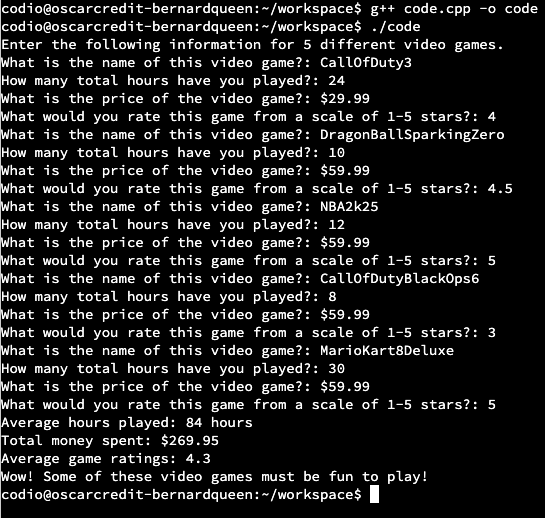 codio@oscarcredit-bernardqueen:~/workspace$ g++ code.cpp -o code
codio@oscarcredit-bernardqueen:~/workspace$ ./code
Enter the following information for 5 different video games.
What is the name of this video game?: CallOfDuty3
How many total hours have you played?: 24
What is the price of the video game?: $29.99
What would you rate this game from a scale of 1-5 stars?: 4
What is the name of this video game?: DragonBallSparkingZero
How many total hours have you played?: 10
What is the price of the video game?: $59.99
What would you rate this game from a scale of 1-5 stars?: 4.5
What is the name of this video game?: NBA2k25
How many total hours have you played?: 12
What is the price of the video game?: $59.99
What would you rate this game from a scale of 1-5 stars?: 5
What is the name of this video game?: CallOfDutyBlackOps6
How many total hours have you played?: 8
What is the price of the video game?: $59.99
What would you rate this game from a scale of 1-5 stars?: 3
What is the name of this video game?: MarioKart8Deluxe
How many total hours have you played?: 30
What is the price of the video game?: $59.99
What would you rate this game from a scale of 1-5 stars?: 5
Average hours played: 84 hours
Total money spent: $269.95
Average game ratings: 4.3
Wow! Some of these video games must be fun to play!
codio@oscarcredit-bernardqueen:~/workspace$